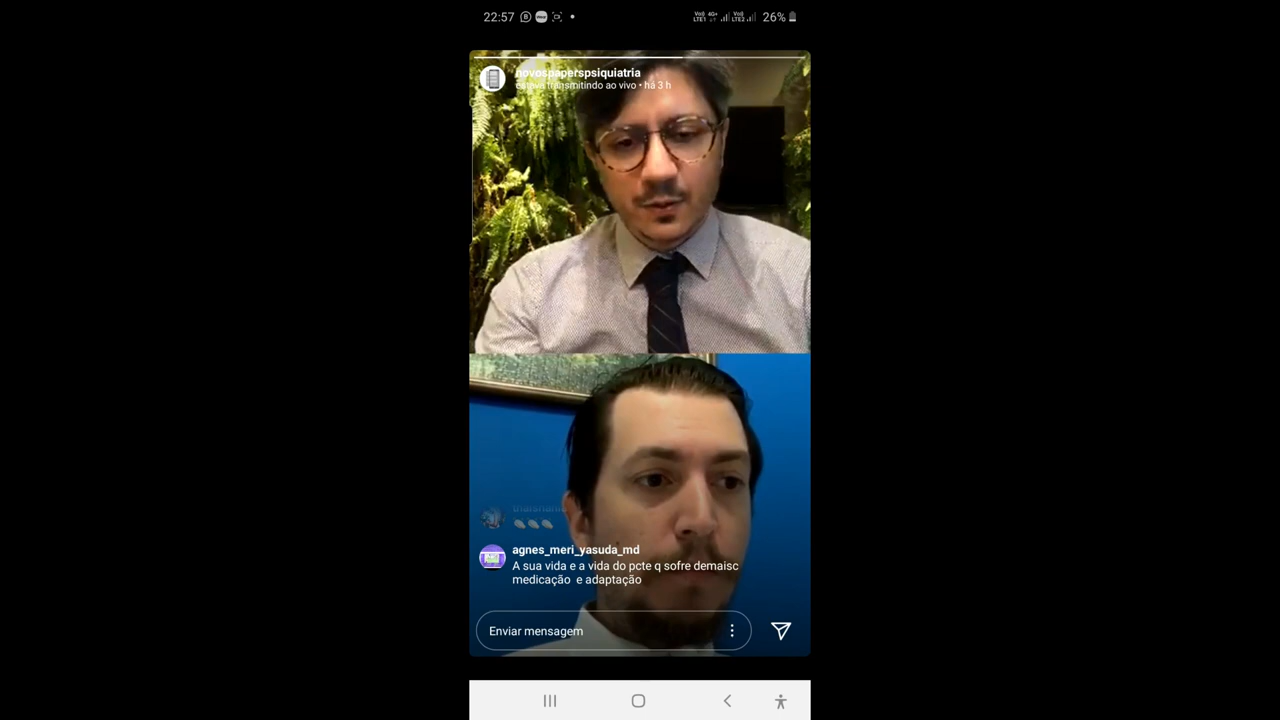 22:57
26%
novospaperspsiquiatria
estava transmitindo ao vivo • há 3 h
agnes_meri_yasuda_md
A sua vida e a vida do pcte q sofre demaisc
medicação e adaptação
Enviar mensagem